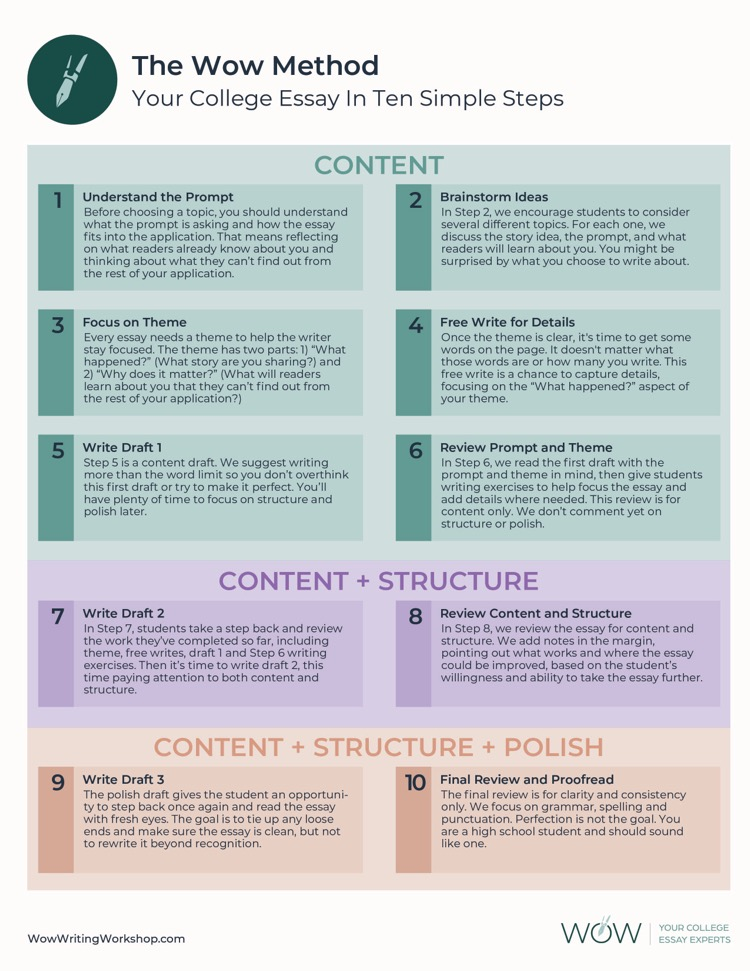 The Wow Method
Your College Essay In Ten Simple Steps
CONTENT
1
Understand the Prompt
Before choosing a topic, you should understand
what the prompt is asking and how the essay
fits into the application. That means reflecting
on what readers already know about you and
thinking about what they can't find out from
the rest of your application.
2
Brainstorm Ideas
In Step 2, we encourage students to consider
several different topics. For each one, we
discuss the story idea, the prompt, and what
readers will learn about you. You might be
surprised by what you choose to write about.
3
Focus on Theme
Every essay needs a theme to help the writer
stay focused. The theme has two parts: 1) “What
happened?” (What story are you sharing?) and
2) “Why does it matter?” (What will readers
learn about you that they can't find out from
the rest of your application?)
4
Free Write for Details
Once the theme is clear, it's time to get some
words on the page. It doesn't matter what
those words are or how many you write. This
free write is a chance to capture details,
focusing on the “What happened?” aspect of
your theme.
5
Write Draft 1
Step 5 is a content draft. We suggest writing
more than the word limit so you don't overthink
this first draft or try to make it perfect. You'll
have plenty of time to focus on structure and
polish later.
6
Review Prompt and Theme
In Step 6, we read the first draft with the
prompt and theme in mind, then give students
writing exercises to help focus the essay and
add details where needed. This review is for
content only. We don't comment yet on
structure or polish.
CONTENT + STRUCTURE
7
Write Draft 2
In Step 7, students take a step back and review
the work they've completed so far, including
theme, free writes, draft 1 and Step 6 writing
exercises. Then it's time to write draft 2, this
time paying attention to both content and
structure.
8
Review Content and Structure
In Step 8, we review the essay for content and
structure. We add notes in the margin,
pointing out what works and where the essay
could be improved, based on the student's
willingness and ability to take the essay further.
CONTENT + STRUCTURE + POLISH
9
Write Draft 3
The polish draft gives the student an opportuni-
ty to step back once again and read the essay
with fresh eyes. The goal is to tie up any loose
ends and make sure the essay is clean, but not
to rewrite it beyond recognition.
10
Final Review and Proofread
The final review is for clarity and consistency
only. We focus on grammar, spelling and
punctuation. Perfection is not the goal. You
are a high school student and should sound
like one.
WowWritingWorkshop.com
WOW
YOUR COLLEGE
ESSAY EXPERTS